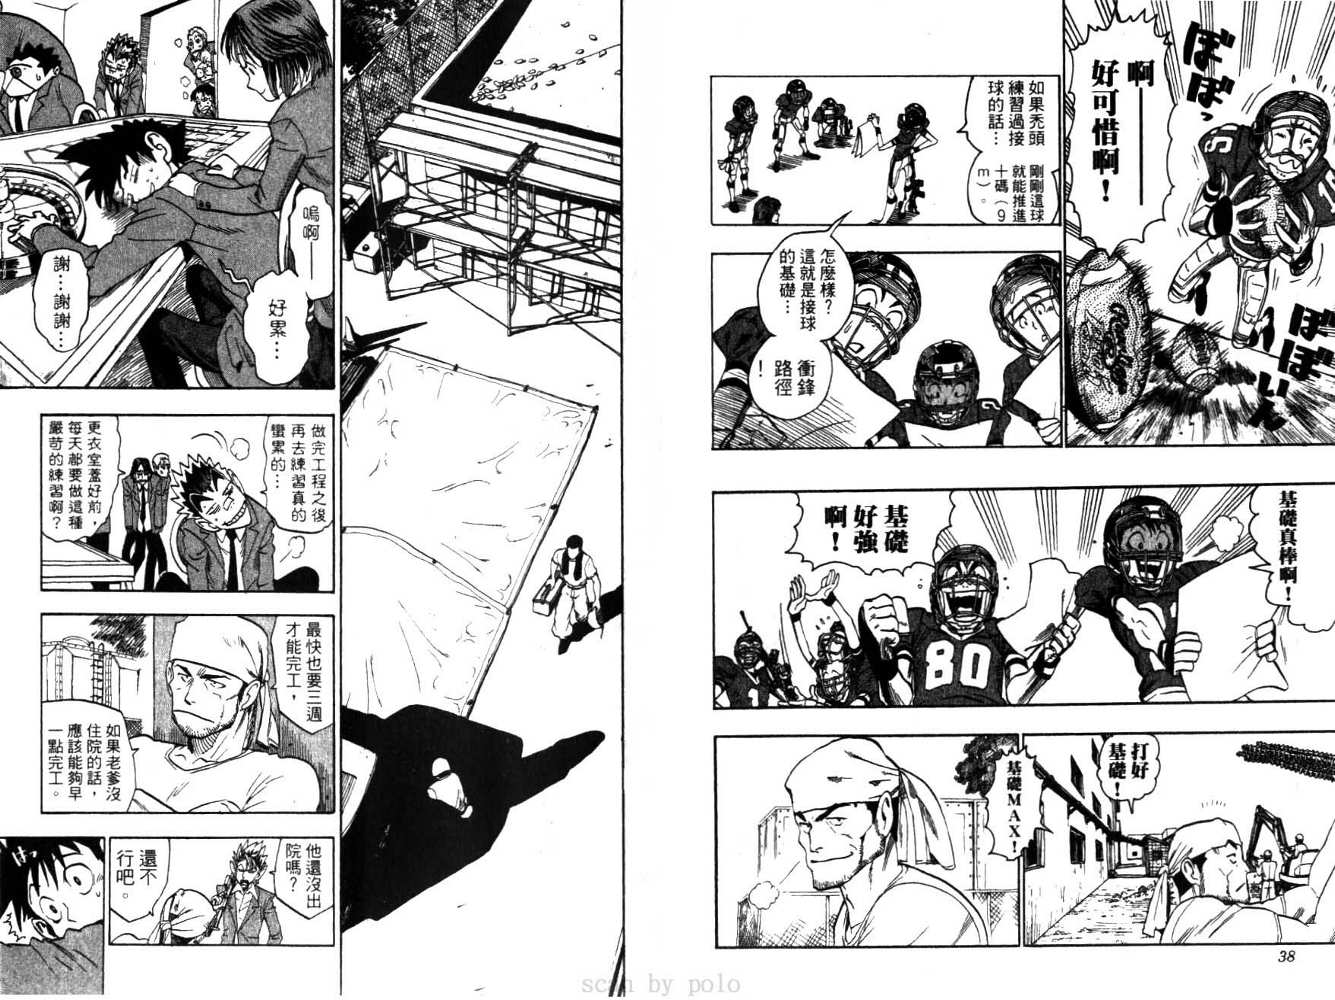 ぼぼっ
啊——
好可惜啊！
ぼぼいん
如果禿頭
練習過接
球的話…
剛剛這球
就能推進
十碼（9
m）。
怎麼樣？
這就是接球
的基礎…
衝鋒
路徑
！
5
基礎真棒啊！
基礎
好強
啊！
80
1
打好
基礎！
基礎MAX！
38
嗚啊——
好累…
謝…謝謝…
做完工程之後
再去練習真的
蠻累的…
更衣室蓋好前，
每天都要做這種
嚴苛的練習啊？
最快也要三週
才能完工，
如果老爹沒
住院的話，
應該能夠早
一點完工。
他還沒出
院嗎？
還不
行吧。
scan by polo